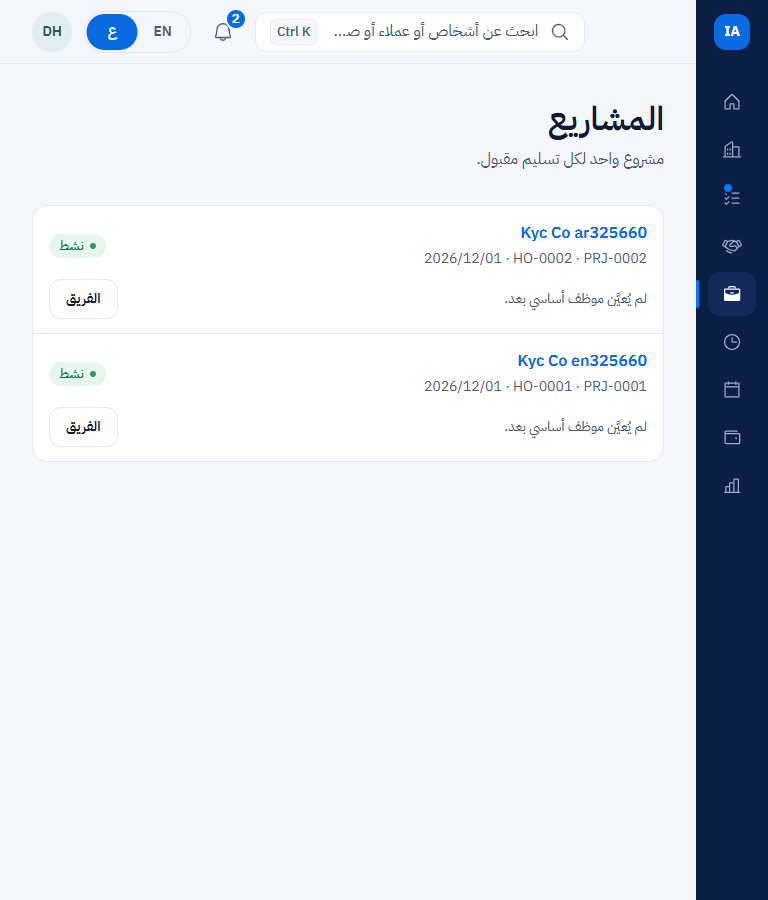 IA
ابحث عن أشخاص أو عملاء أو صـ...
Ctrl K
2
EN
ع
DH
المشاريع
مشروع واحد لكل تسليم مقبول.
Kyc Co ar325660
نشط
2026/12/01 · HO-0002 · PRJ-0002
لم يُعيَّن موظف أساسي بعد.
الفريق
Kyc Co en325660
نشط
2026/12/01 · HO-0001 · PRJ-0001
لم يُعيَّن موظف أساسي بعد.
الفريق